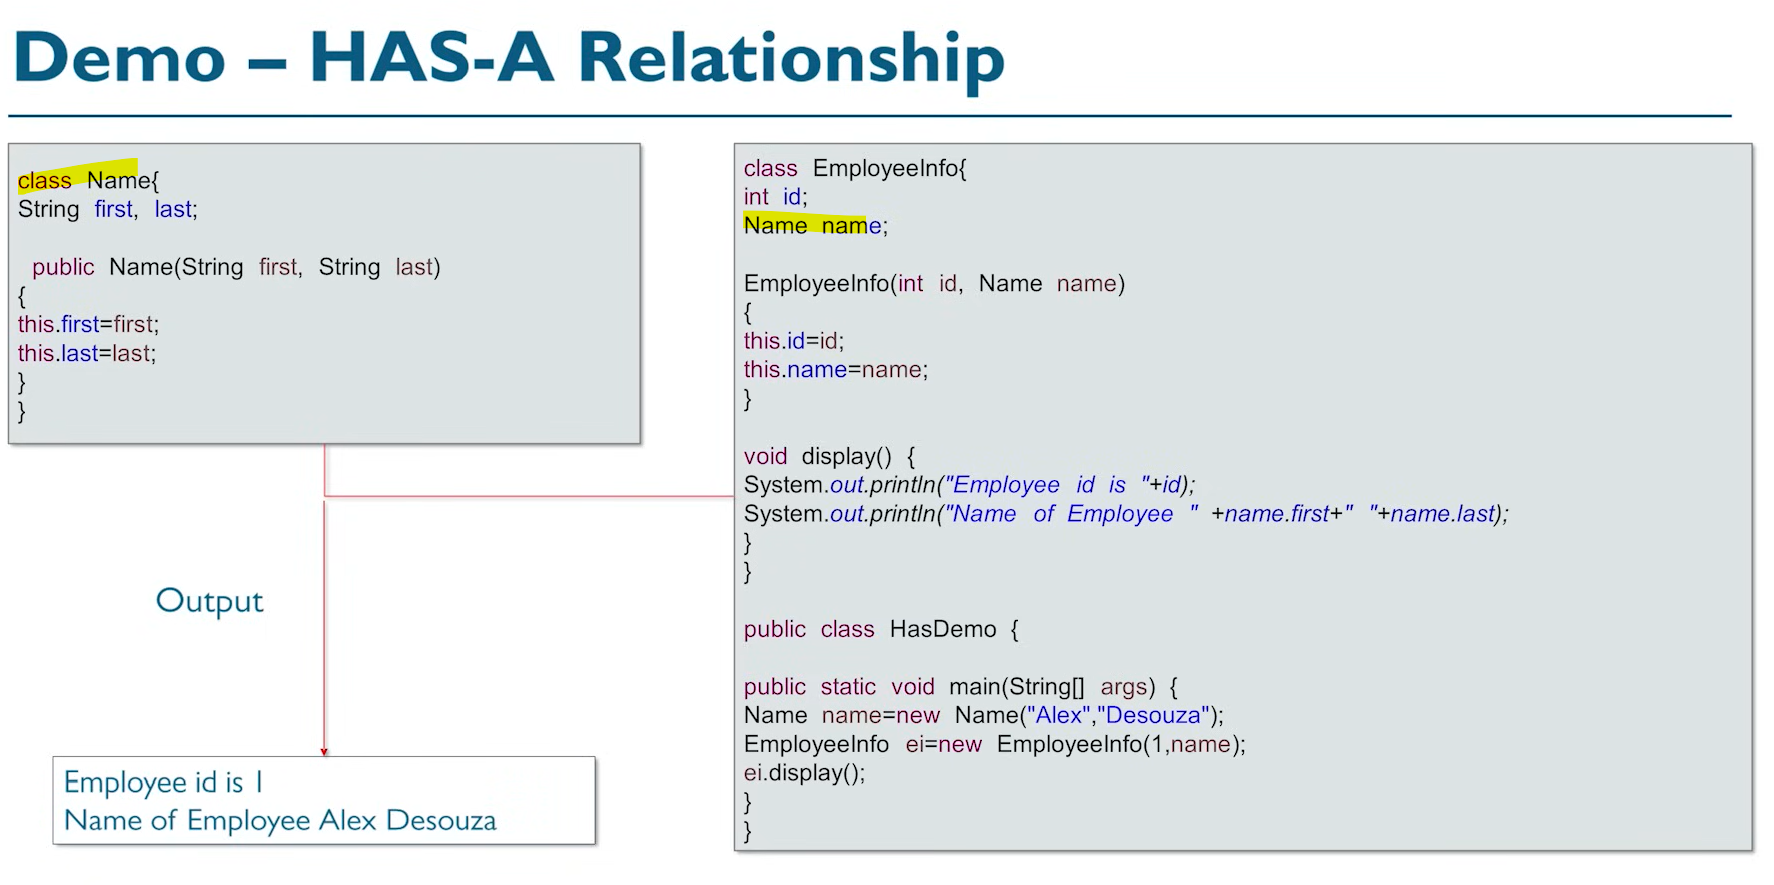 Demo – HAS-A Relationship
class Name{
String first, last;
public Name(String first, String last)
{
this.first=first;
this.last=last;
}
}
class EmployeeInfo{
int id;
Name name;
EmployeeInfo(int id, Name name)
{
this.id=id;
this.name=name;
}
void display() {
System.out.println("Employee id is "+id);
System.out.println("Name of Employee " +name.first+" "+name.last);
}
}
public class HasDemo {
public static void main(String[] args) {
Name name=new Name("Alex","Desouza");
EmployeeInfo ei=new EmployeeInfo(1,name);
ei.display();
}
}
Output
Employee id is 1
Name of Employee Alex Desouza